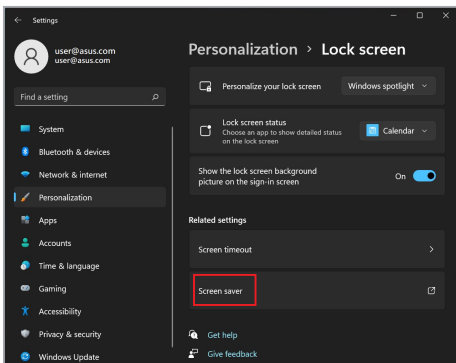 Settings
user@asus.com
user@asus.com
Find a setting
System
Bluetooth & devices
Network & internet
Personalization
Apps
Accounts
Time & language
Gaming
Accessibility
Privacy & security
Windows Update
Personalization > Lock screen
Personalize your lock screen
Windows spotlight
Lock screen status
Choose an app to show detailed status
on the lock screen
Calendar
Show the lock screen background
picture on the sign-in screen
On
Related settings
Screen timeout
Screen saver
Get help
Give feedback